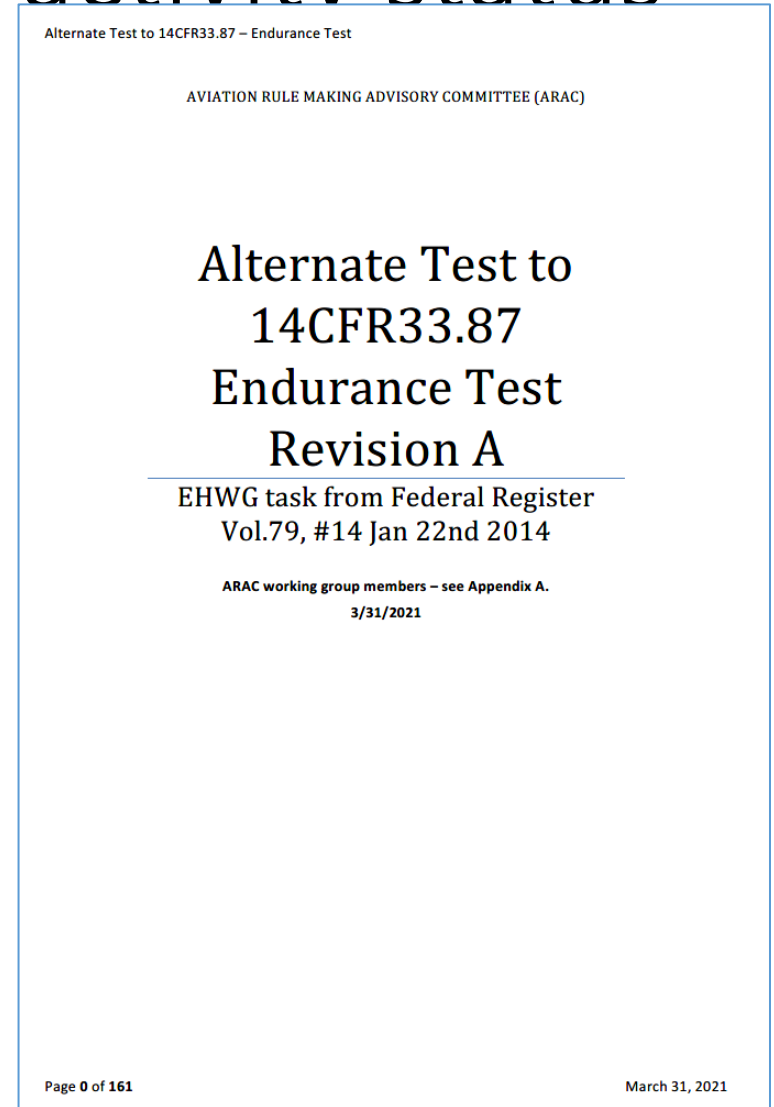 activity status
Alternate Test to 14CFR33.87 – Endurance Test
AVIATION RULE MAKING ADVISORY COMMITTEE (ARAC)
Alternate Test to
14CFR33.87
Endurance Test
Revision A
EHWG task from Federal Register
Vol.79, #14 Jan 22nd 2014
ARAC working group members – see Appendix A.
3/31/2021
Page 0 of 161
March 31, 2021